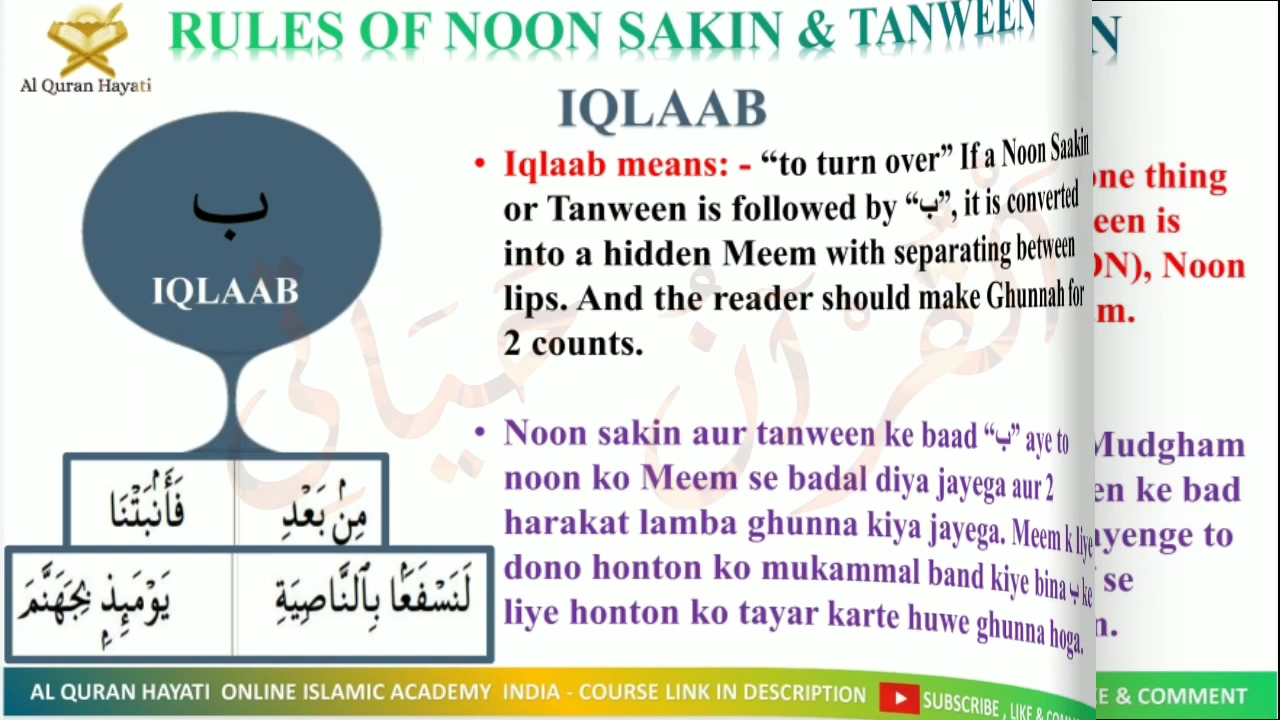 RULES OF NOON SAKIN & TANWEEN
N
Al Quran Hayati
IQLAAB
ب
IQLAAB
• Iqlaab means: - “to turn over” If a Noon Saakin
or Tanween is followed by “ب”, it is converted
into a hidden Meem with separating between
lips. And the reader should make Ghunnah for
2 counts.
• Noon sakin aur tanween ke baad “ب” aye to
noon ko Meem se badal diya jayega aur 2
harakat lamba ghunna kiya jayega. Meem k liye
dono honton ko mukammal band kiye bina ب ke
liye honton ko tayar karte huwe ghunna hoga.
مِنۢ بَعْدِ
فَأَنۢبَتْنَا
لَنَسْفَعَۢا بِٱلنَّاصِيَةِ
يَوْمَئِذِۭ بِجَهَنَّمَ
القرآن حياتي
one thing
een is
ON), Noon
m.
Mudgham
en ke bad
ayenge to
se
n.
AL QURAN HAYATI ONLINE ISLAMIC ACADEMY INDIA - COURSE LINK IN DESCRIPTION
SUBSCRIBE , LIKE & COMM
E & COMMENT